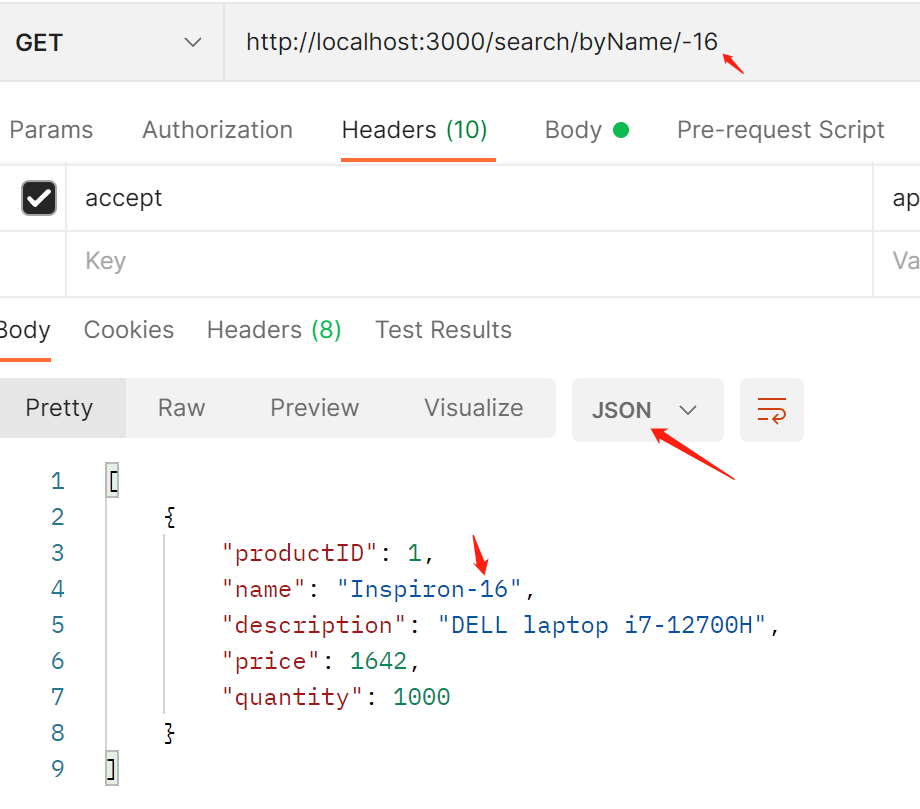 GET http://localhost:3000/search/byName/-16
Params Authorization Headers (10) Body Pre-request Script
accept
Key
Body Cookies Headers (8) Test Results
Pretty Raw Preview Visualize JSON
1 [
2 {
3 "productID": 1,
4 "name": "Inspiron-16",
5 "description": "DELL laptop i7-12700H",
6 "price": 1642,
7 "quantity": 1000
8 }
9 ]